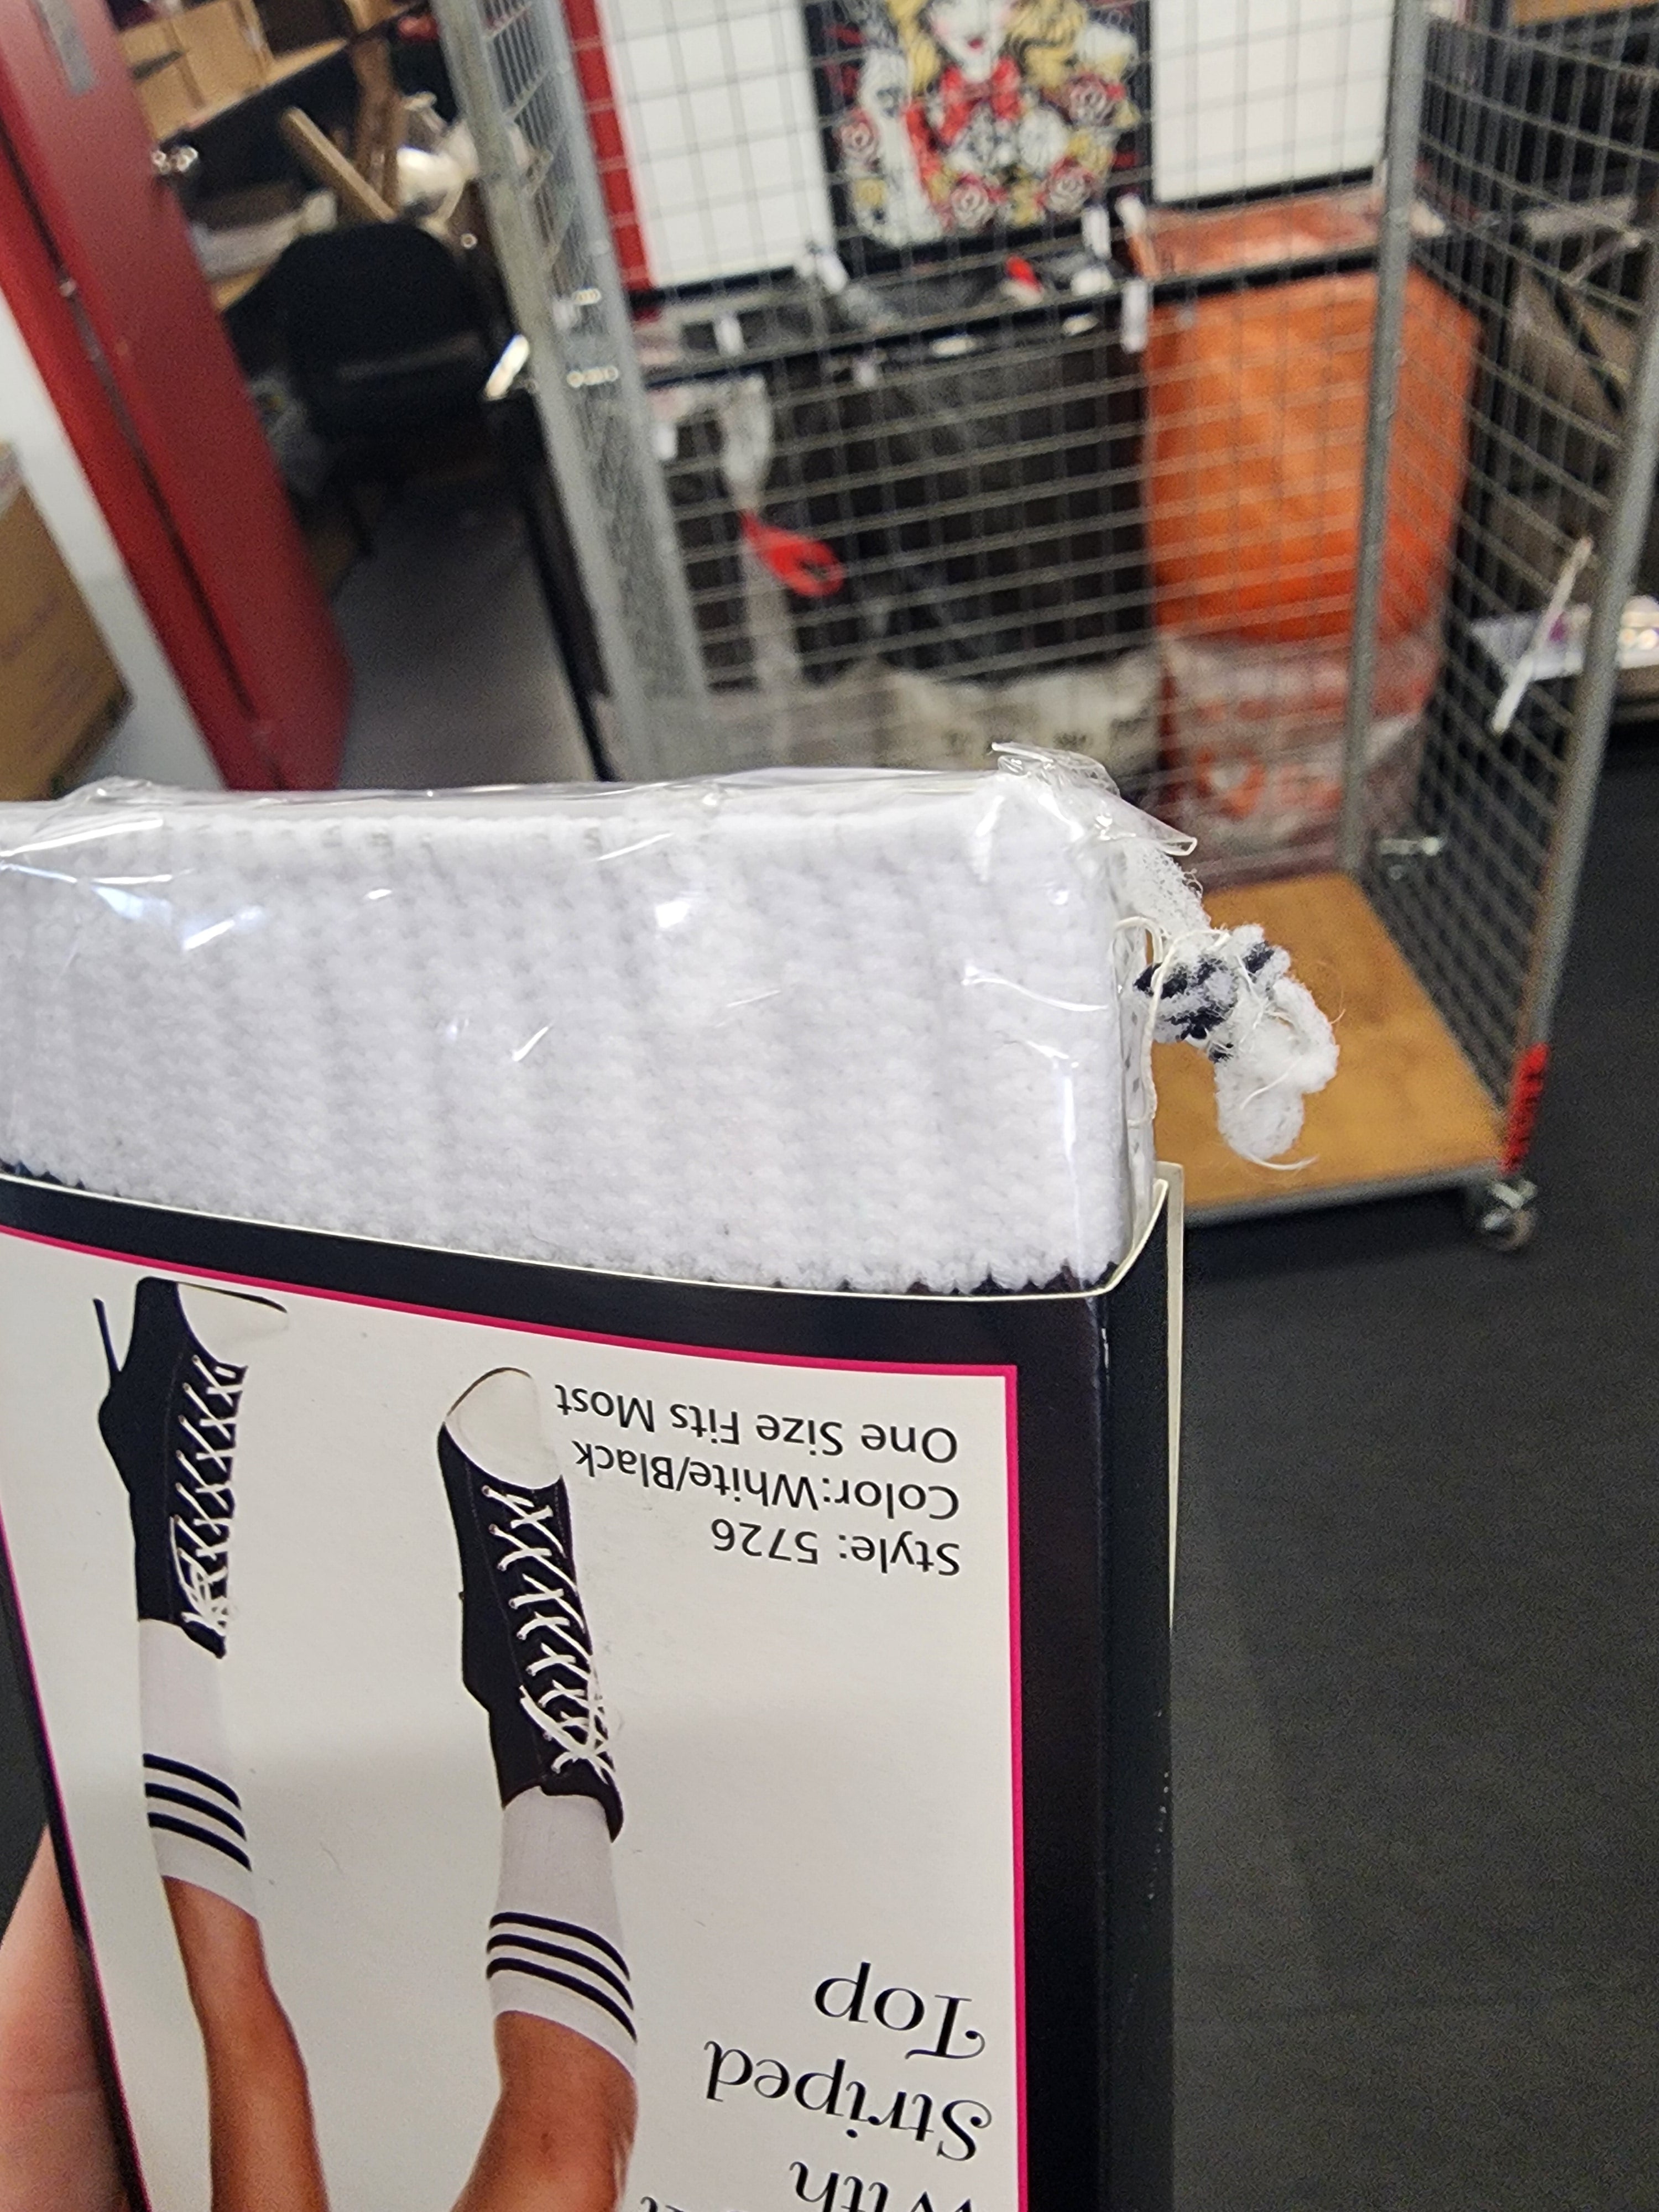 With
Striped
Top
Style: 5726
Color:White/Black
One Size Fits Most